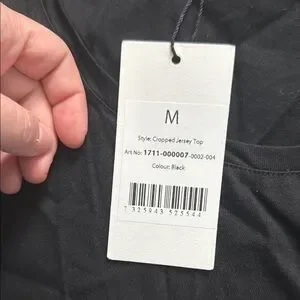 M
Style: Cropped Jersey Top
Art No: 1711-000007-0002-004
Colour: Black
7 325943 525544